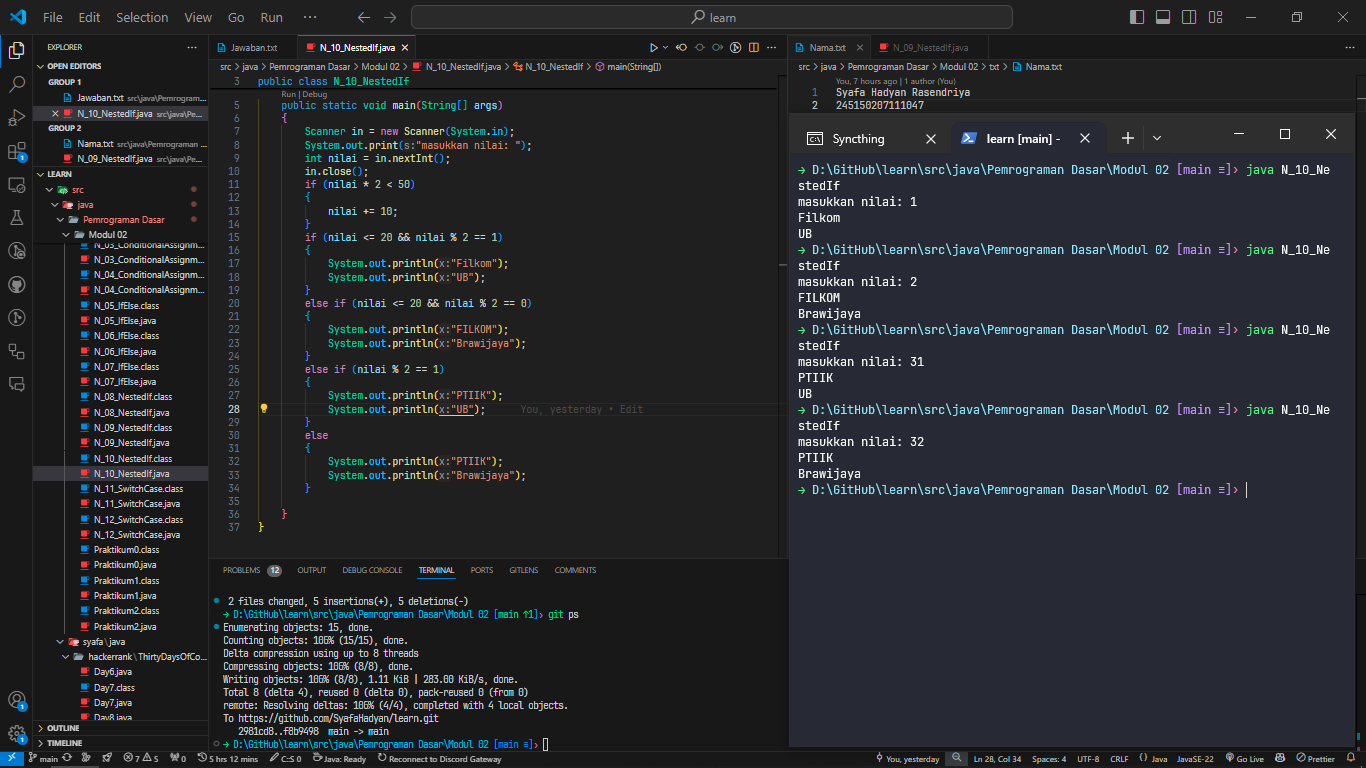 File Edit Selection View Go Run ···
learn
EXPLORER
OPEN EDITORS
GROUP 1
Jawaban.txt src\java\Pemrogram...
N_10_NestedIf.java src\java\Pe...
GROUP 2
Nama.txt src\java\Pemrograman ...
N_09_NestedIf.java src\java\Pe...
LEARN
src
java
Pemrograman Dasar
Modul 02
N_03_ConditionalAssignm...
N_03_ConditionalAssignm...
N_04_ConditionalAssignm...
N_04_ConditionalAssignm...
N_05_IfElse.class
N_05_IfElse.java
N_06_IfElse.class
N_06_IfElse.java
N_07_IfElse.class
N_07_IfElse.java
N_08_NestedIf.class
N_08_NestedIf.java
N_09_NestedIf.class
N_09_NestedIf.java
N_10_NestedIf.class
N_10_NestedIf.java
N_11_SwitchCase.class
N_11_SwitchCase.java
N_12_SwitchCase.class
N_12_SwitchCase.java
Praktikum0.class
Praktikum0.java
Praktikum1.class
Praktikum1.java
Praktikum2.class
Praktikum2.java
syafa\java
hackerrank\ThirtyDaysOfCo...
Day6.java
Day7.class
Day7.java
Day8.java
OUTLINE
TIMELINE
Jawaban.txt
N_10_NestedIf.java
src > java > Pemrograman Dasar > Modul 02 > N_10_NestedIf.java > N_10_NestedIf > main(String[])
3 public class N_10_NestedIf
Run | Debug
5 public static void main(String[] args)
6 {
7 Scanner in = new Scanner(System.in);
8 System.out.print(s:"masukkan nilai: ");
9 int nilai = in.nextInt();
10 in.close();
11 if (nilai * 2 < 50)
12 {
13 nilai += 10;
14 }
15 if (nilai <= 20 && nilai % 2 == 1)
16 {
17 System.out.println(x:"Filkom");
18 System.out.println(x:"UB");
19 }
20 else if (nilai <= 20 && nilai % 2 == 0)
21 {
22 System.out.println(x:"FILKOM");
23 System.out.println(x:"Brawijaya");
24 }
25 else if (nilai % 2 == 1)
26 {
27 System.out.println(x:"PTIIK");
28 System.out.println(x:"UB"); You, yesterday • Edit
29 }
30 else
31 {
32 System.out.println(x:"PTIIK");
33 System.out.println(x:"Brawijaya");
34 }
35
36 }
37 }
Nama.txt
N_09_NestedIf.java
src > java > Pemrograman Dasar > Modul 02 > txt > Nama.txt
You, 7 hours ago | 1 author (You)
1 Syafa Hadyan Rasendriya
2 245150207111047
Syncthing
learn [main] -
→ D:\GitHub\learn\src\java\Pemrograman Dasar\Modul 02 [main ≡]› java N_10_Ne
stedIf
masukkan nilai: 1
Filkom
UB
→ D:\GitHub\learn\src\java\Pemrograman Dasar\Modul 02 [main ≡]› java N_10_Ne
stedIf
masukkan nilai: 2
FILKOM
Brawijaya
→ D:\GitHub\learn\src\java\Pemrograman Dasar\Modul 02 [main ≡]› java N_10_Ne
stedIf
masukkan nilai: 31
PTIIK
UB
→ D:\GitHub\learn\src\java\Pemrograman Dasar\Modul 02 [main ≡]› java N_10_Ne
stedIf
masukkan nilai: 32
PTIIK
Brawijaya
→ D:\GitHub\learn\src\java\Pemrograman Dasar\Modul 02 [main ≡]›
PROBLEMS 12 OUTPUT DEBUG CONSOLE TERMINAL PORTS GITLENS COMMENTS
2 files changed, 5 insertions(+), 5 deletions(-)
→ D:\GitHub\learn\src\java\Pemrograman Dasar\Modul 02 [main ↑1]› git ps
Enumerating objects: 15, done.
Counting objects: 100% (15/15), done.
Delta compression using up to 8 threads
Compressing objects: 100% (8/8), done.
Writing objects: 100% (8/8), 1.11 KiB | 283.00 KiB/s, done.
Total 8 (delta 4), reused 0 (delta 0), pack-reused 0 (from 0)
remote: Resolving deltas: 100% (4/4), completed with 4 local objects.
To https://github.com/SyafaHadyan/learn.git
2981cd8..f0b9498 main -> main
→ D:\GitHub\learn\src\java\Pemrograman Dasar\Modul 02 [main ≡]›
main 7 5 0 5 hrs 12 mins C:S 0 Java: Ready Reconnect to Discord Gateway You, yesterday Ln 28, Col 34 Spaces: 4 UTF-8 CRLF {} Java JavaSE-22 Go Live Prettier